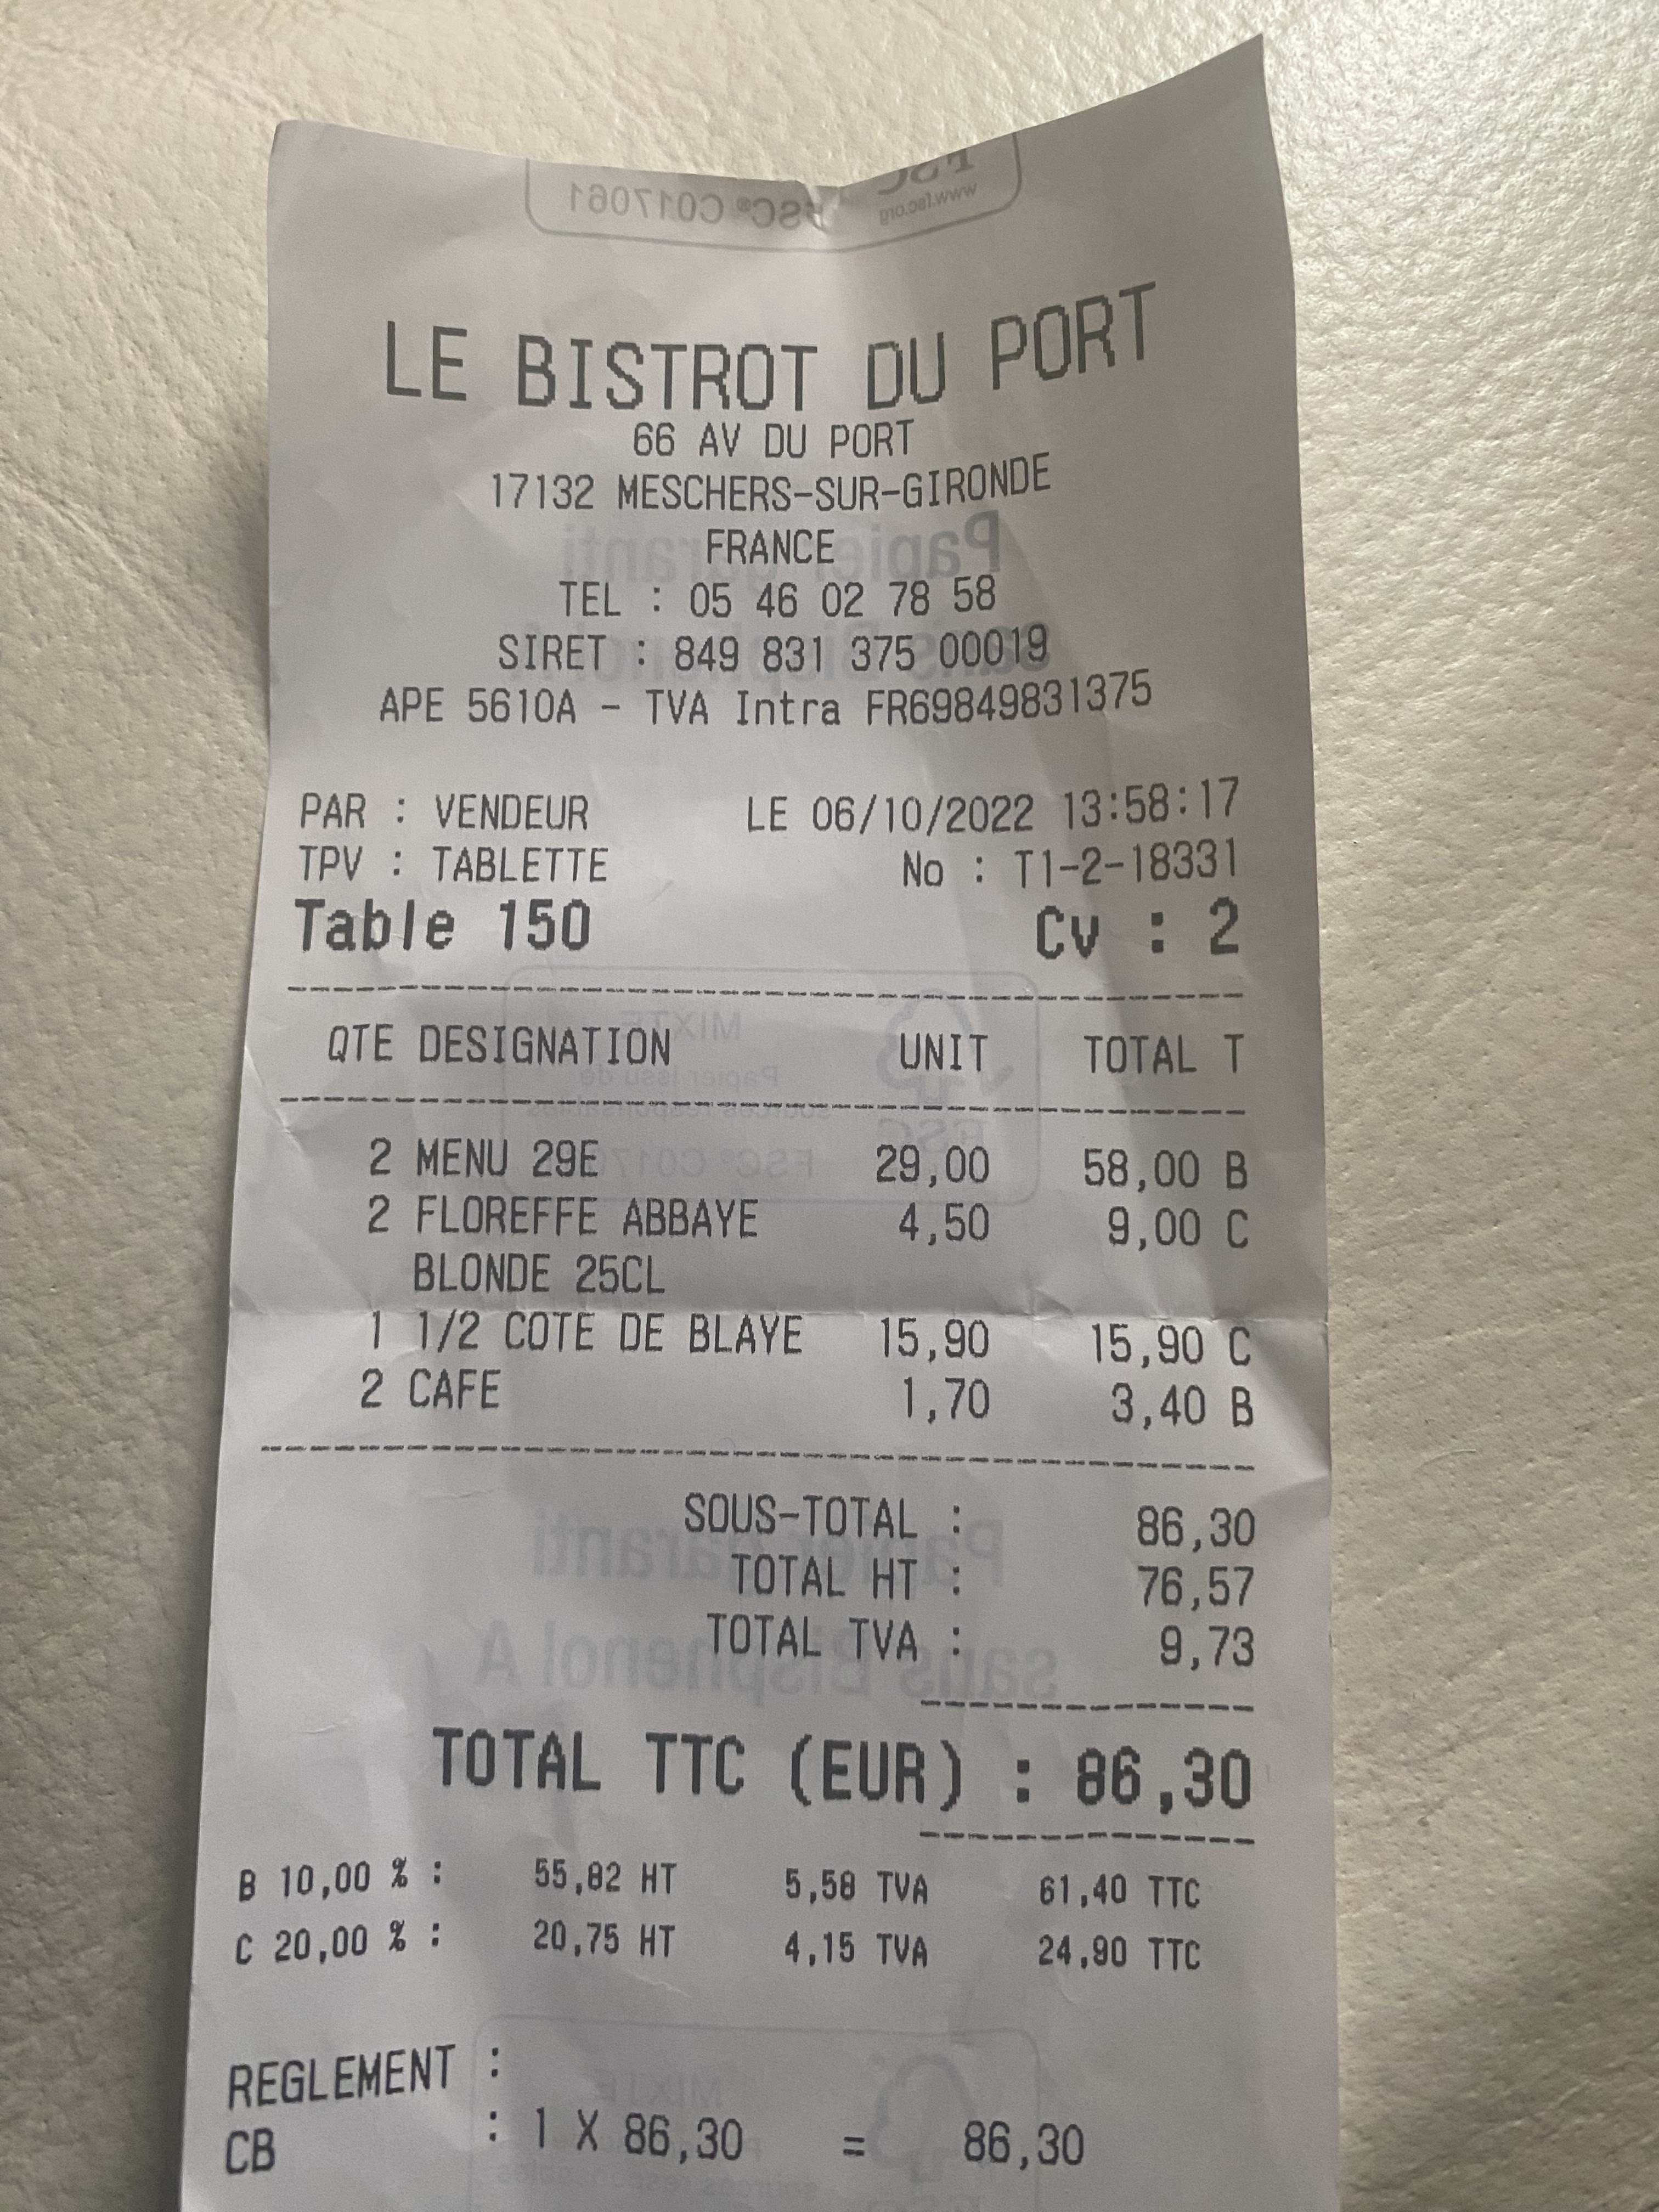 FSC
www.fsc.org
FSC® C017061
LE BISTROT DU PORT
66 AV DU PORT
17132 MESCHERS-SUR-GIRONDE
FRANCE
TEL : 05 46 02 78 58
SIRET : 849 831 375 00019
APE 5610A - TVA Intra FR69849831375
PAR : VENDEUR LE 06/10/2022 13:58:17
TPV : TABLETTE No : T1-2-18331
Table 150 Cv : 2
QTE DESIGNATION UNIT TOTAL T
2 MENU 29E 29,00 58,00 B
2 FLOREFFE ABBAYE 4,50 9,00 C
BLONDE 25CL
1 1/2 COTE DE BLAYE 15,90 15,90 C
2 CAFE 1,70 3,40 B
SOUS-TOTAL : 86,30
TOTAL HT : 76,57
TOTAL TVA : 9,73
TOTAL TTC (EUR) : 86,30
B 10,00 % : 55,82 HT 5,58 TVA 61,40 TTC
C 20,00 % : 20,75 HT 4,15 TVA 24,90 TTC
REGLEMENT :
CB : 1 X 86,30 = 86,30